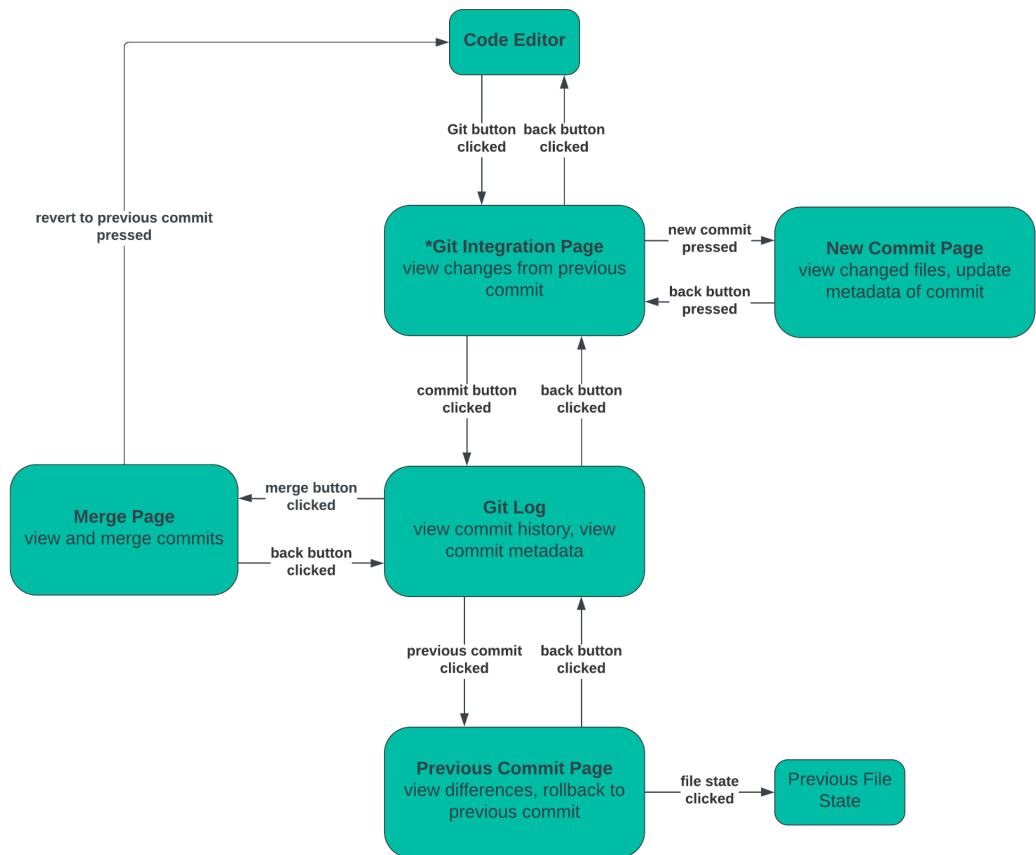 Code Editor
Git button
clicked
back button
clicked
revert to previous commit
pressed
*Git Integration Page
view changes from previous
commit
new commit
pressed
back button
pressed
New Commit Page
view changed files, update
metadata of commit
commit button
clicked
back button
clicked
Merge Page
view and merge commits
merge button
clicked
back button
clicked
Git Log
view commit history, view
commit metadata
previous commit
clicked
back button
clicked
Previous Commit Page
view differences, rollback to
previous commit
file state
clicked
Previous File
State